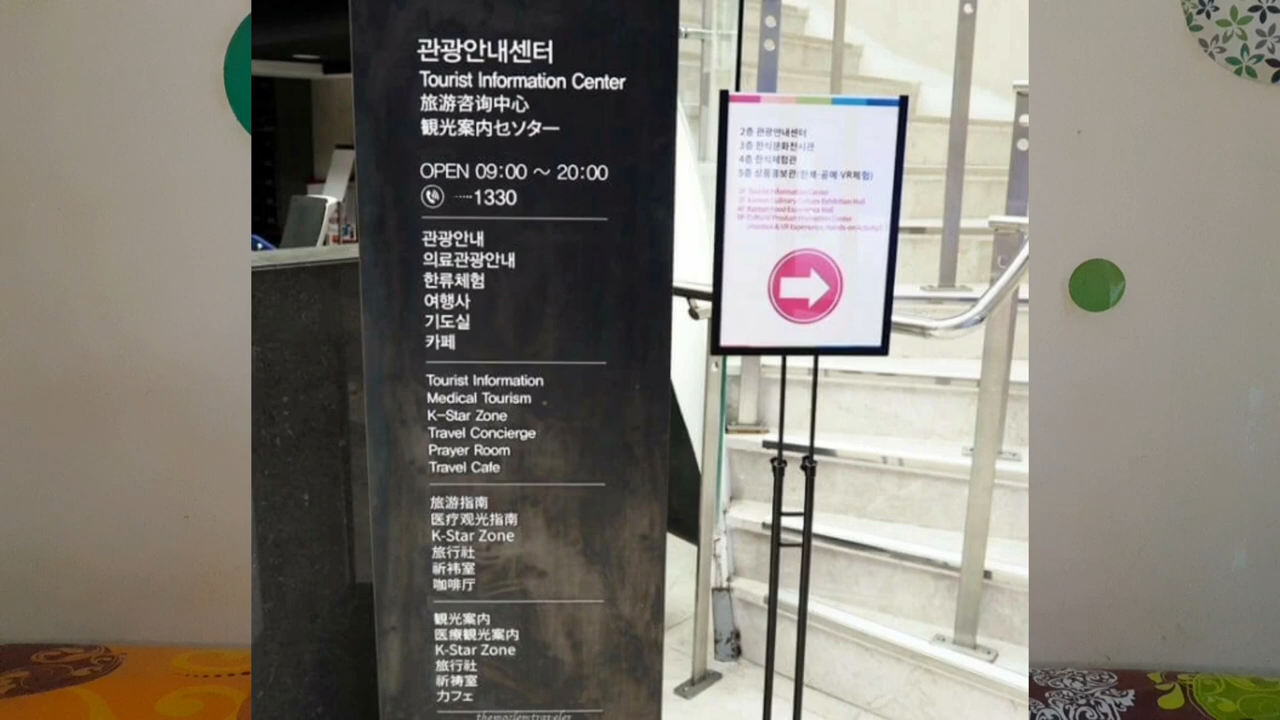 관광안내센터
Tourist Information Center
旅游咨询中心
観光案内センター
OPEN 09:00 ~ 20:00
1330
관광안내
의료관광안내
한류체험
여행사
기도실
카페
Tourist Information
Medical Tourism
K-Star Zone
Travel Concierge
Prayer Room
Travel Cafe
旅游指南
医疗观光指南
K-Star Zone
旅行社
祈祷室
咖啡厅
観光案内
医療観光案内
K-Star Zone
旅行社
祈祷室
カフェ
themozlemtraveler
2층 관광안내센터
3층 한식문화전시관
4층 한식체험관
5층 상품홍보관(한복·공예 VR체험)
2F Tourist Information Center
3F Korean Culinary Culture Exhibition Hall
4F Korean Food Experience Hall
5F Cultural Product Promotion Center